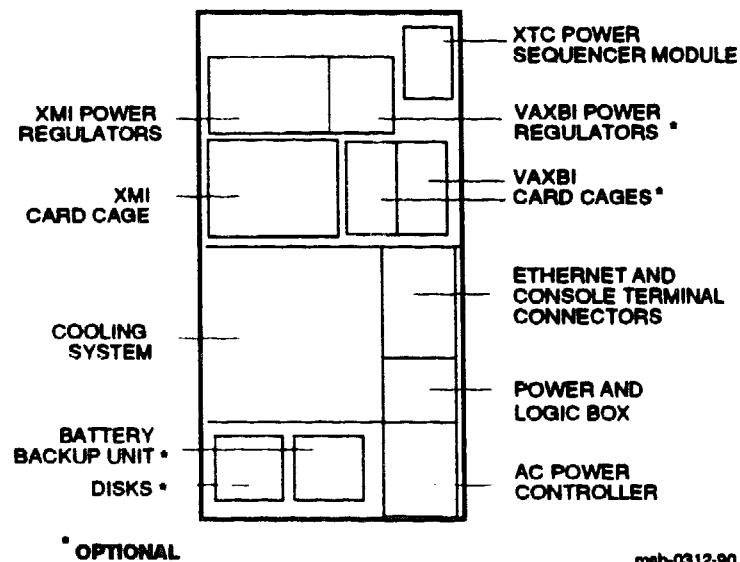 XTC POWER
SEQUENCER MODULE
XMI POWER
REGULATORS
VAXBI POWER
REGULATORS *
XMI
CARD CAGE
VAXBI
CARD CAGES*
ETHERNET AND
CONSOLE TERMINAL
CONNECTORS
COOLING
SYSTEM
POWER AND
LOGIC BOX
BATTERY
BACKUP UNIT *
DISKS *
AC POWER
CONTROLLER
* OPTIONAL
msb-0312-90